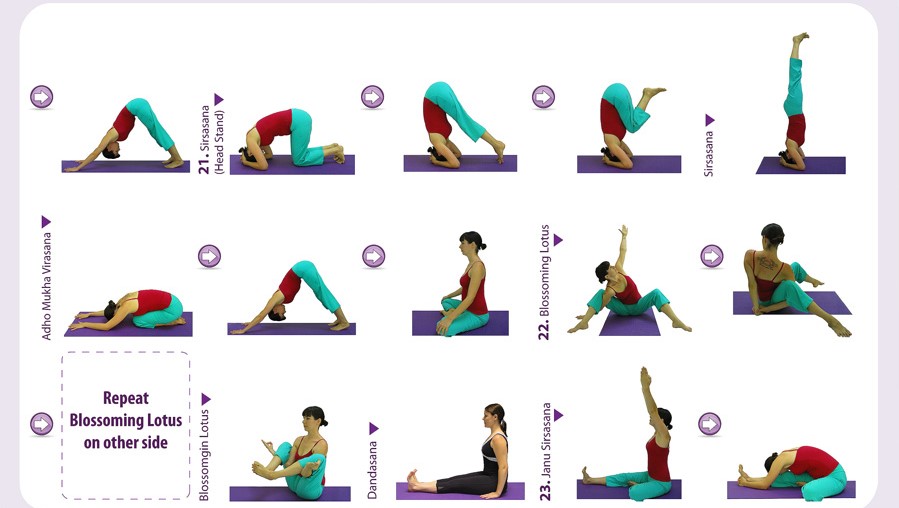 21. Sirsasana
(Head Stand)
Sirsasana
Adho Mukha Virasana
22. Blossoming Lotus
Repeat
Blossoming Lotus
on other side
Blossomgin Lotus
Dandasana
23. Janu Sirsasana